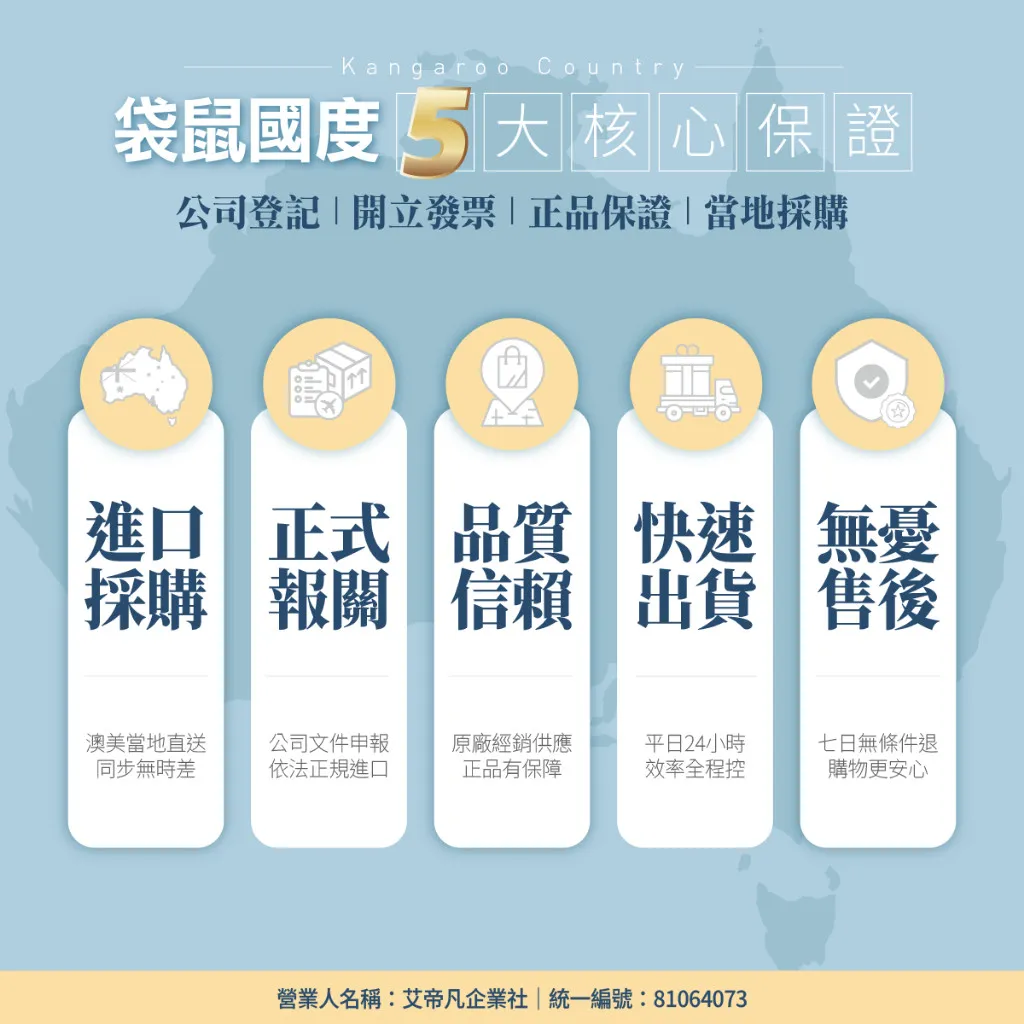 Kangaroo Country
袋鼠國度5大核心保證
公司登記|開立發票|正品保證|當地採購
進口
採購
澳美當地直送
同步無時差
正式
報關
公司文件申報
依法正規進口
品質
信賴
原廠經銷供應
正品有保障
快速
出貨
平日24小時
效率全程控
無憂
售後
七日無條件退
購物更安心
營業人名稱：艾帝凡企業社|統一編號：81064073